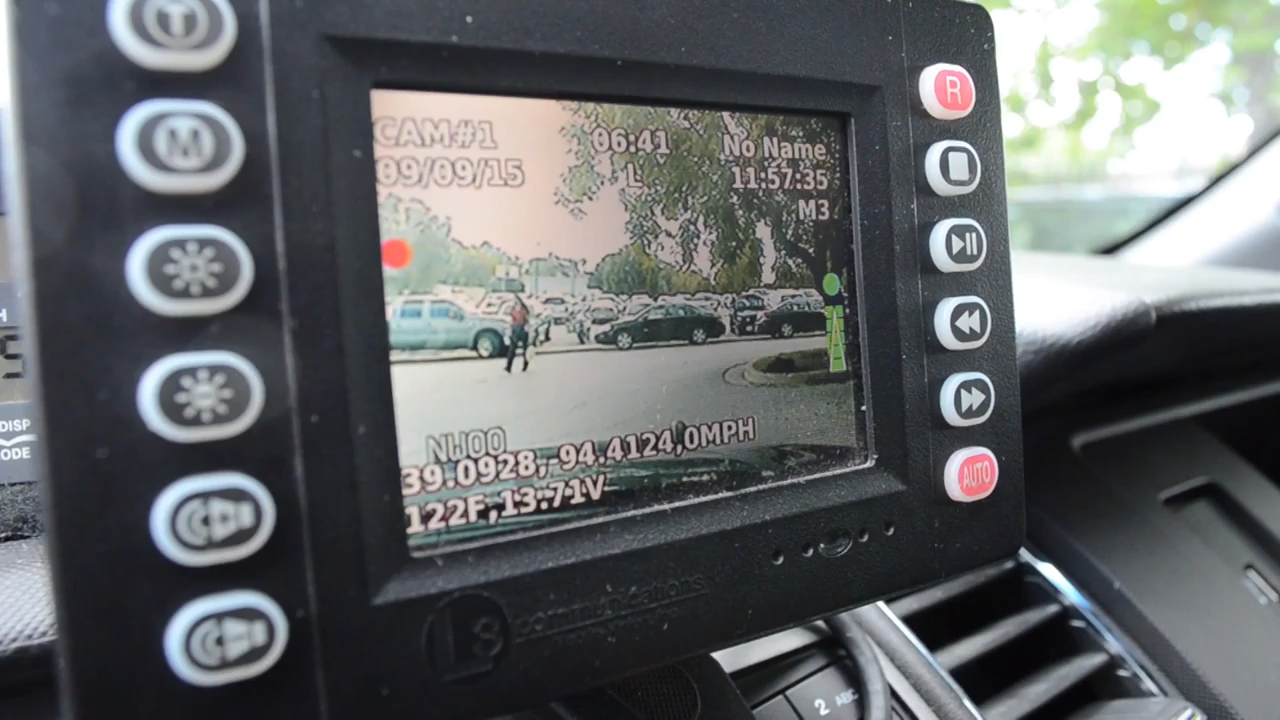 T
M
CAM#1 06:41 No Name
09/09/15 L 11:57:35
M3
NW00
39.0928,-94.4124,0MPH
122F,13.71V
R
AUTO
DISP
L3 communications
2 ABC